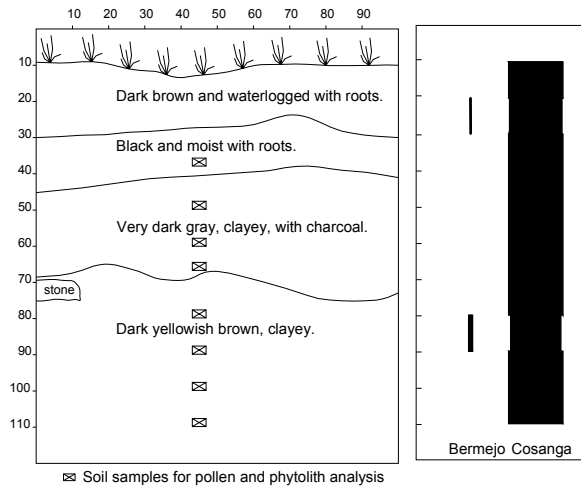 10 20 30 40 50 60 70 80 90
10
Dark brown and waterlogged with roots.
20
30
Black and moist with roots.
40
50
Very dark gray, clayey, with charcoal.
60
70
stone
80
Dark yellowish brown, clayey.
90
100
110
Bermejo Cosanga
Soil samples for pollen and phytolith analysis